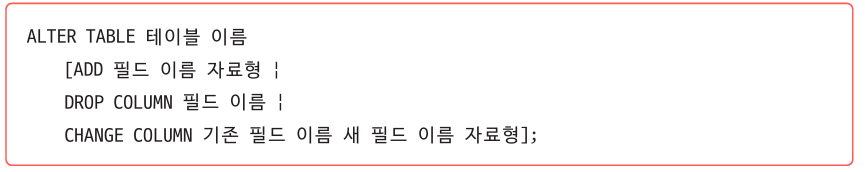 ALTER TABLE 테이블 이름
[ADD 필드 이름 자료형 ¦
DROP COLUMN 필드 이름 ¦
CHANGE COLUMN 기존 필드 이름 새 필드 이름 자료형];